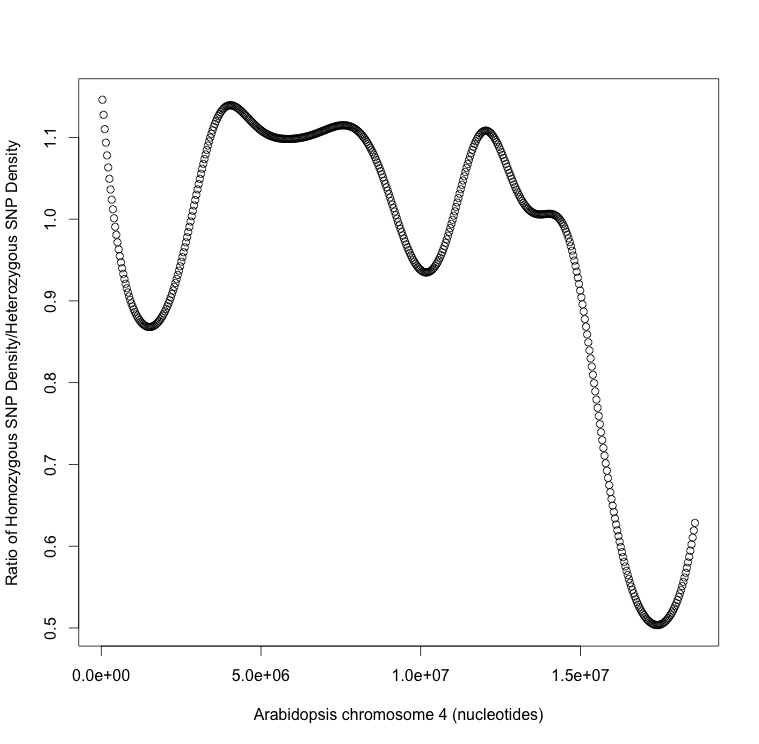 Ratio of Homozygous SNP Density/Heterozygous SNP Density
1.1
1.0
0.9
0.8
0.7
0.6
0.5
0.0e+00 5.0e+06 1.0e+07 1.5e+07
Arabidopsis chromosome 4 (nucleotides)